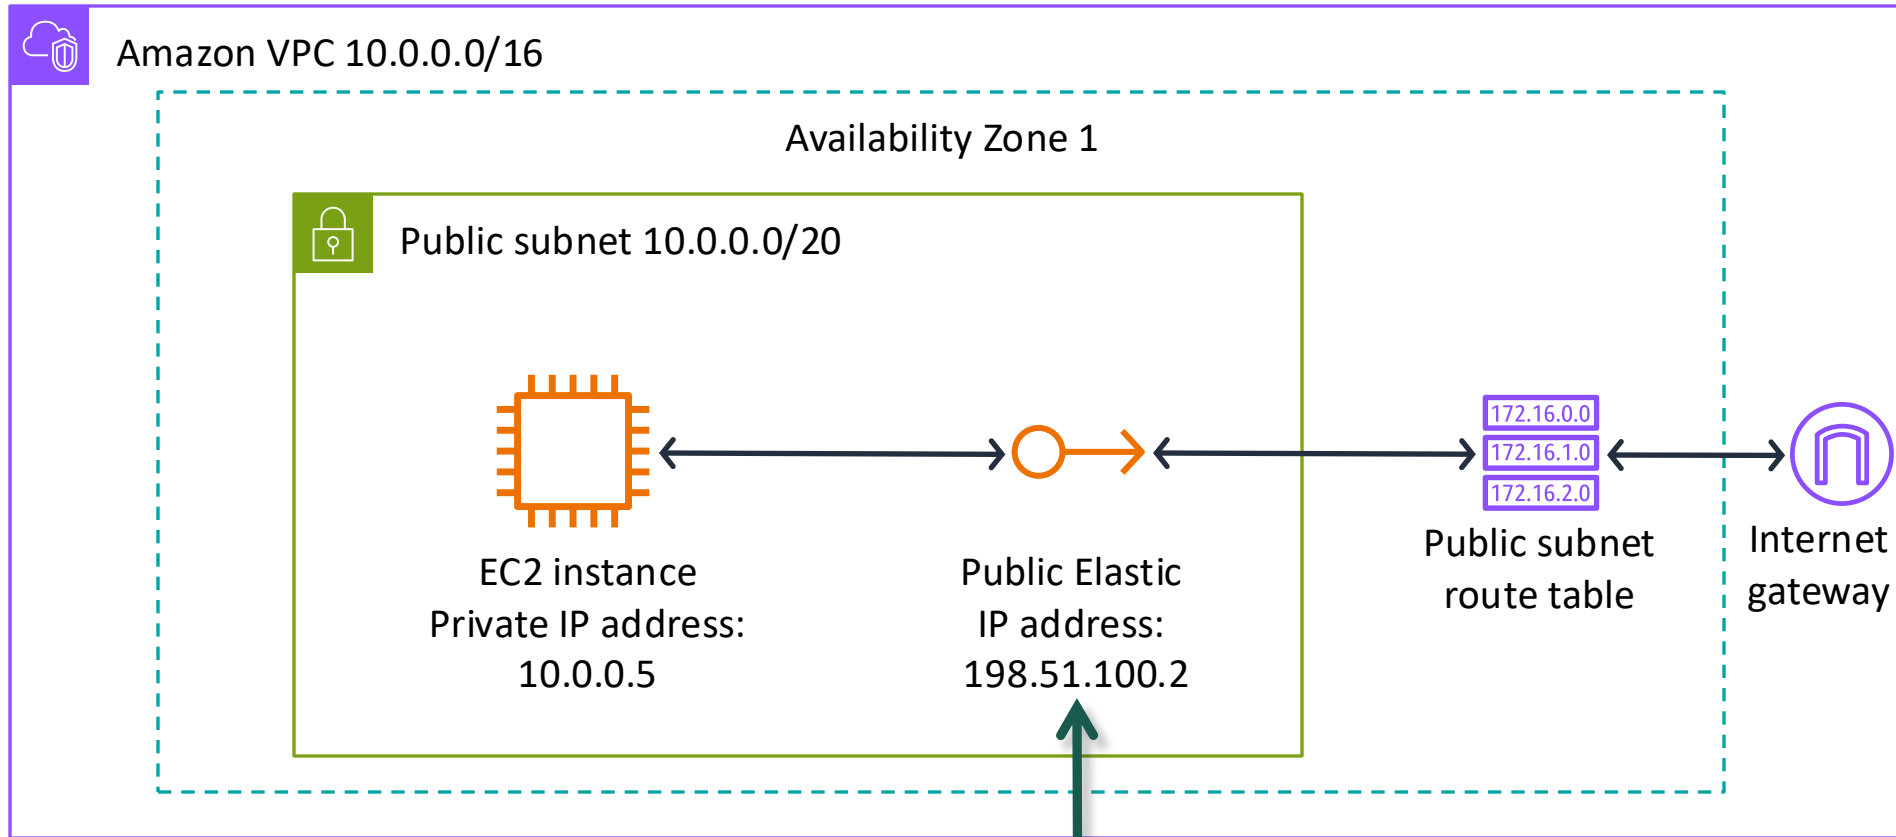 Amazon VPC 10.0.0.0/16
Availability Zone 1
Public subnet 10.0.0.0/20
EC2 instance
Private IP address:
10.0.0.5
Public Elastic
IP address:
198.51.100.2
172.16.0.0
172.16.1.0
172.16.2.0
Public subnet
route table
Internet
gateway